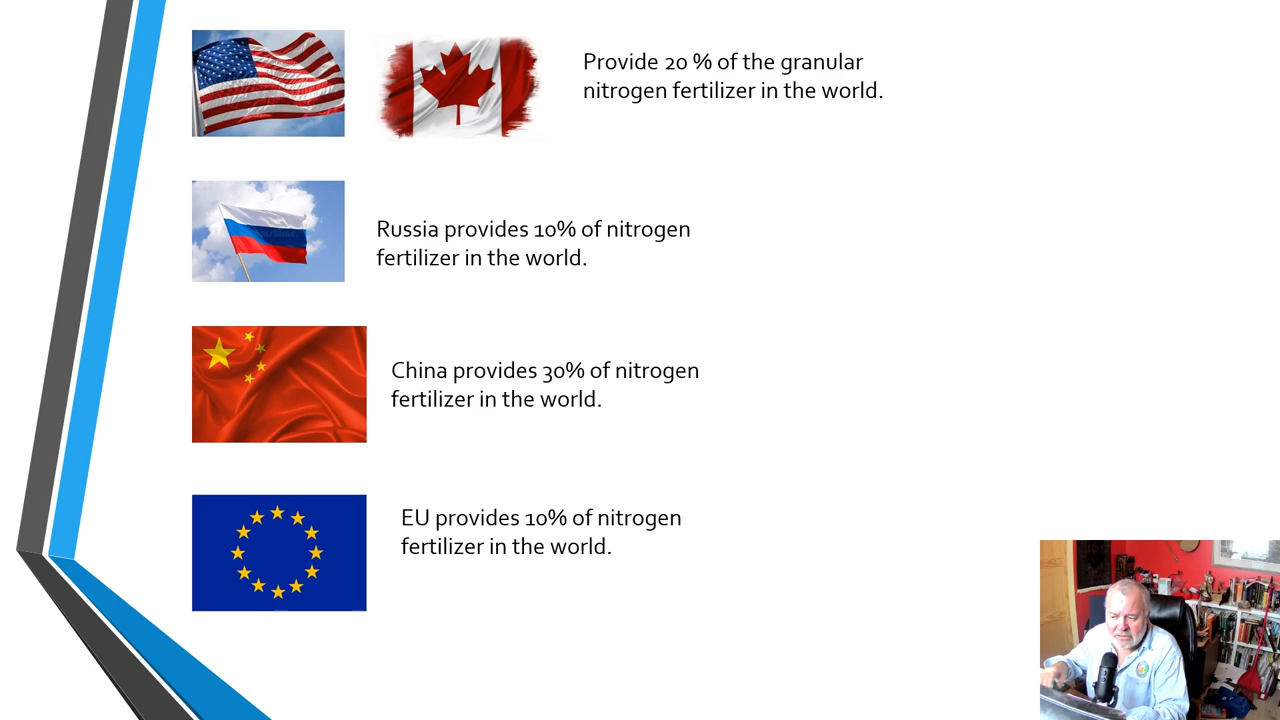 Provide 20 % of the granular
nitrogen fertilizer in the world.
Russia provides 10% of nitrogen
fertilizer in the world.
China provides 30% of nitrogen
fertilizer in the world.
EU provides 10% of nitrogen
fertilizer in the world.